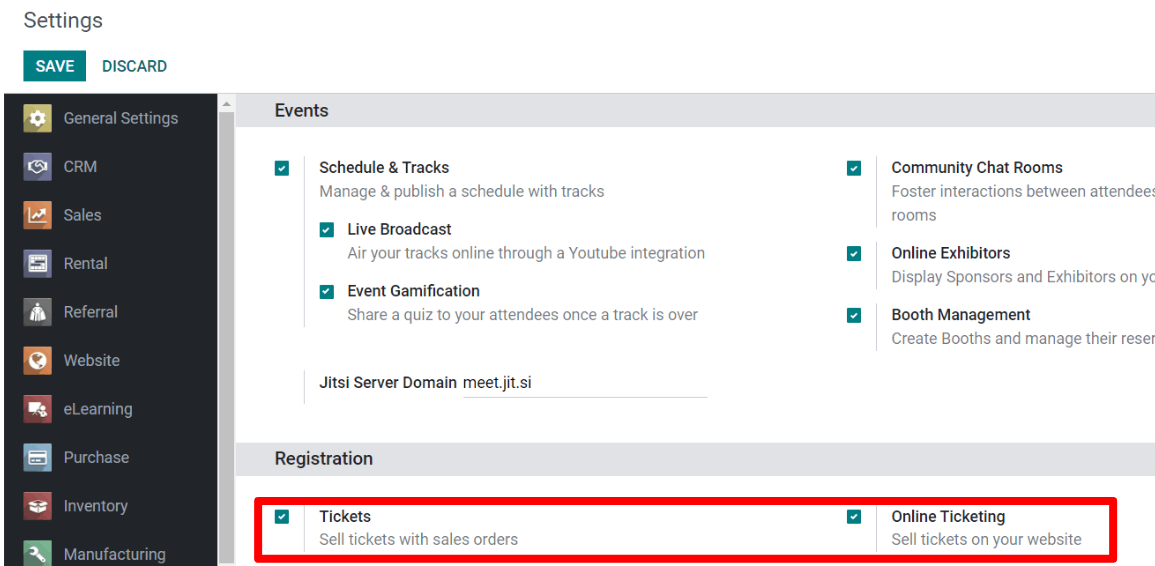 Settings
SAVE DISCARD
General Settings
CRM
Sales
Rental
Referral
Website
eLearning
Purchase
Inventory
Manufacturing
Events
Schedule & Tracks
Manage & publish a schedule with tracks
Live Broadcast
Air your tracks online through a Youtube integration
Event Gamification
Share a quiz to your attendees once a track is over
Jitsi Server Domain meet.jit.si
Community Chat Rooms
Foster interactions between attendees
rooms
Online Exhibitors
Display Sponsors and Exhibitors on yo
Booth Management
Create Booths and manage their reser
Registration
Tickets
Sell tickets with sales orders
Online Ticketing
Sell tickets on your website